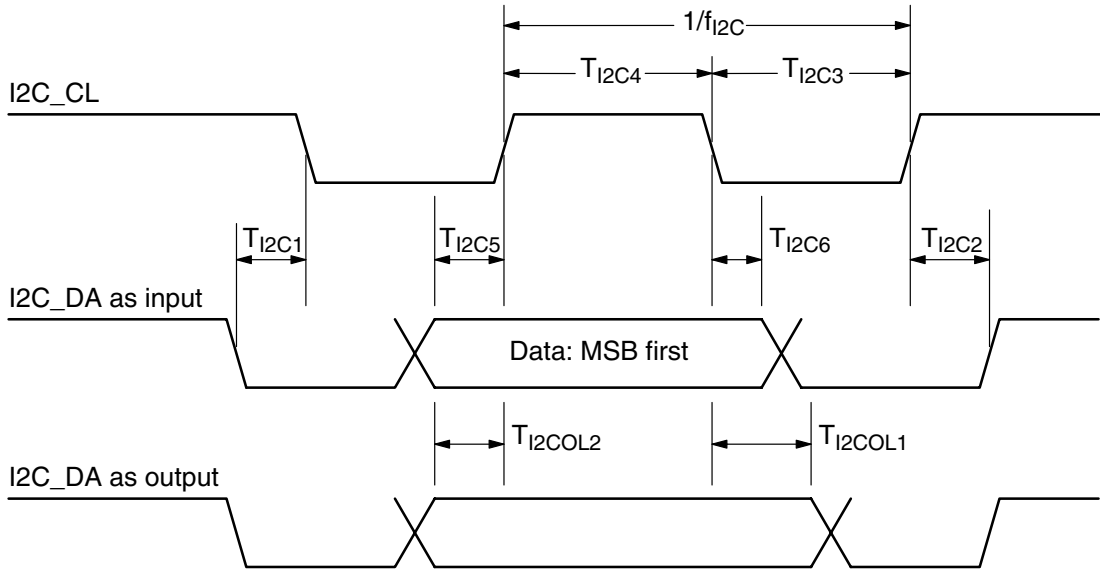 1/fI2C
TI2C4 TI2C3
I2C_CL
TI2C1 TI2C5 TI2C6 TI2C2
I2C_DA as input
Data: MSB first
TI2COL2 TI2COL1
I2C_DA as output